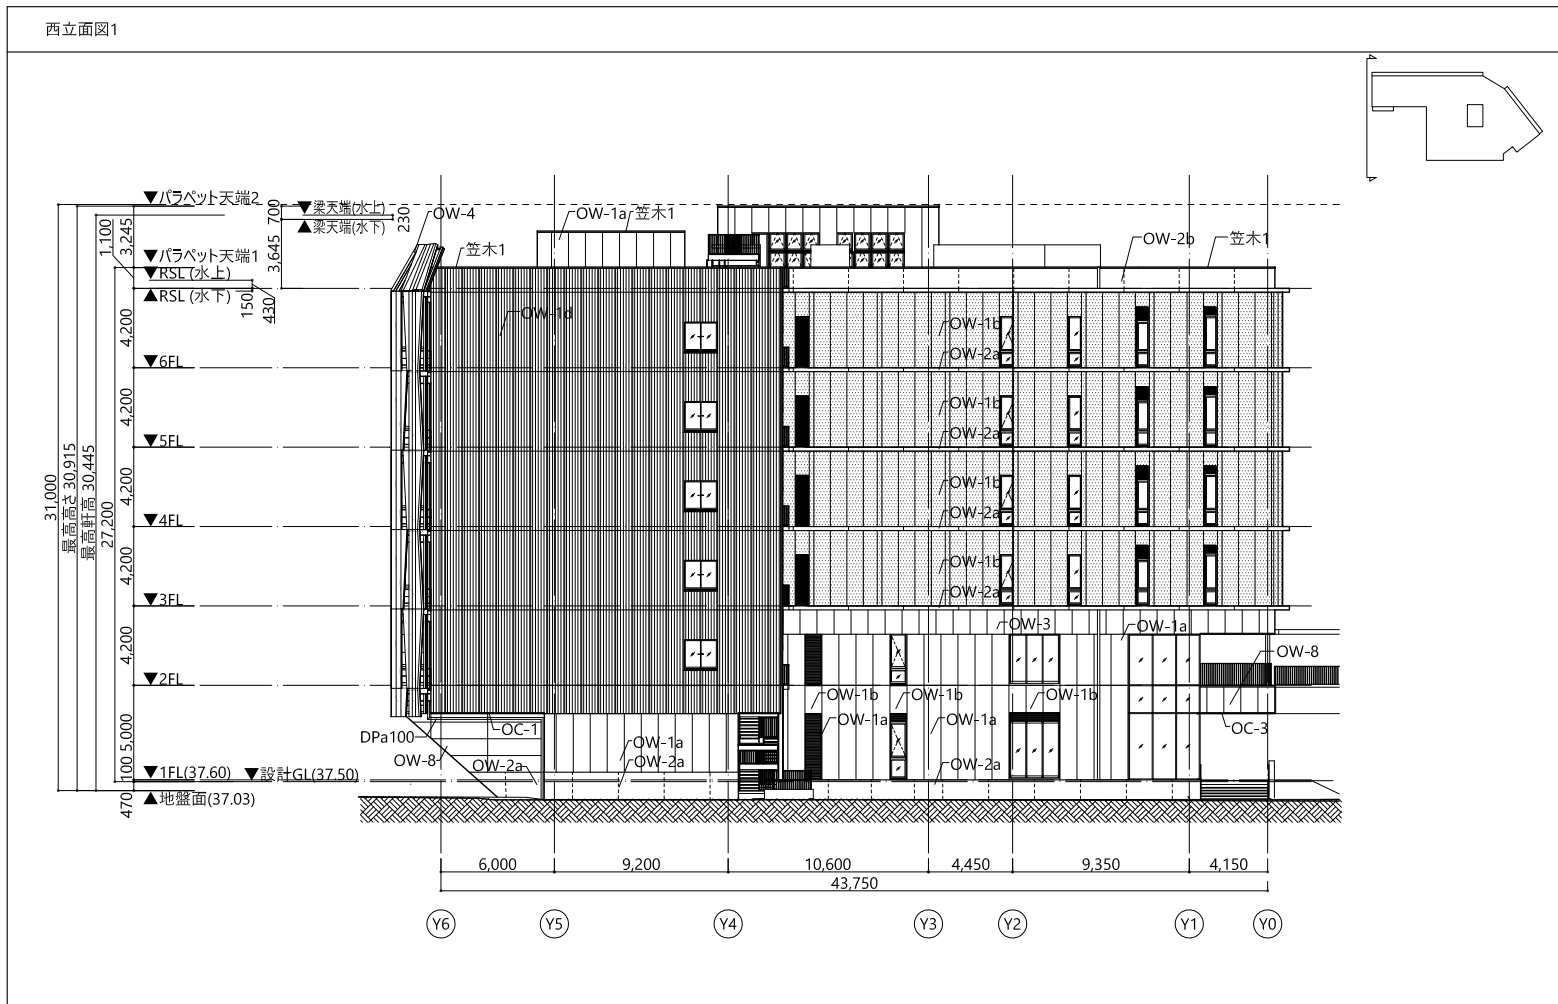 西立面図1
▼パラペット天端2
▼梁天端(水上)
▲梁天端(水下)
700
230
3,645
1,100
3,245
▼パラペット天端1
▼RSL (水上)
▲RSL (水下)
150
430
OW-4
OW-1a
笠木1
笠木1
OW-2b
笠木1
OW-1d
4,200
OW-1b
OW-2a
▼6FL
4,200
OW-1b
OW-2a
▼5FL
4,200
OW-1b
OW-2a
▼4FL
4,200
OW-1b
OW-2a
▼3FL
4,200
OW-3
OW-1a
OW-8
▼2FL
31,000
最高高さ 30,915
最高軒高 30,445
27,200
5,000
OW-1b
OW-1b
OW-1b
OW-1a
OW-1a
OC-3
DPa100
OC-1
OW-8
OW-1a
OW-2a
OW-2a
OW-2a
100
▼1FL(37.60)
▼設計GL(37.50)
470
▲地盤面(37.03)
6,000
9,200
10,600
4,450
9,350
4,150
43,750
Y6
Y5
Y4
Y3
Y2
Y1
Y0